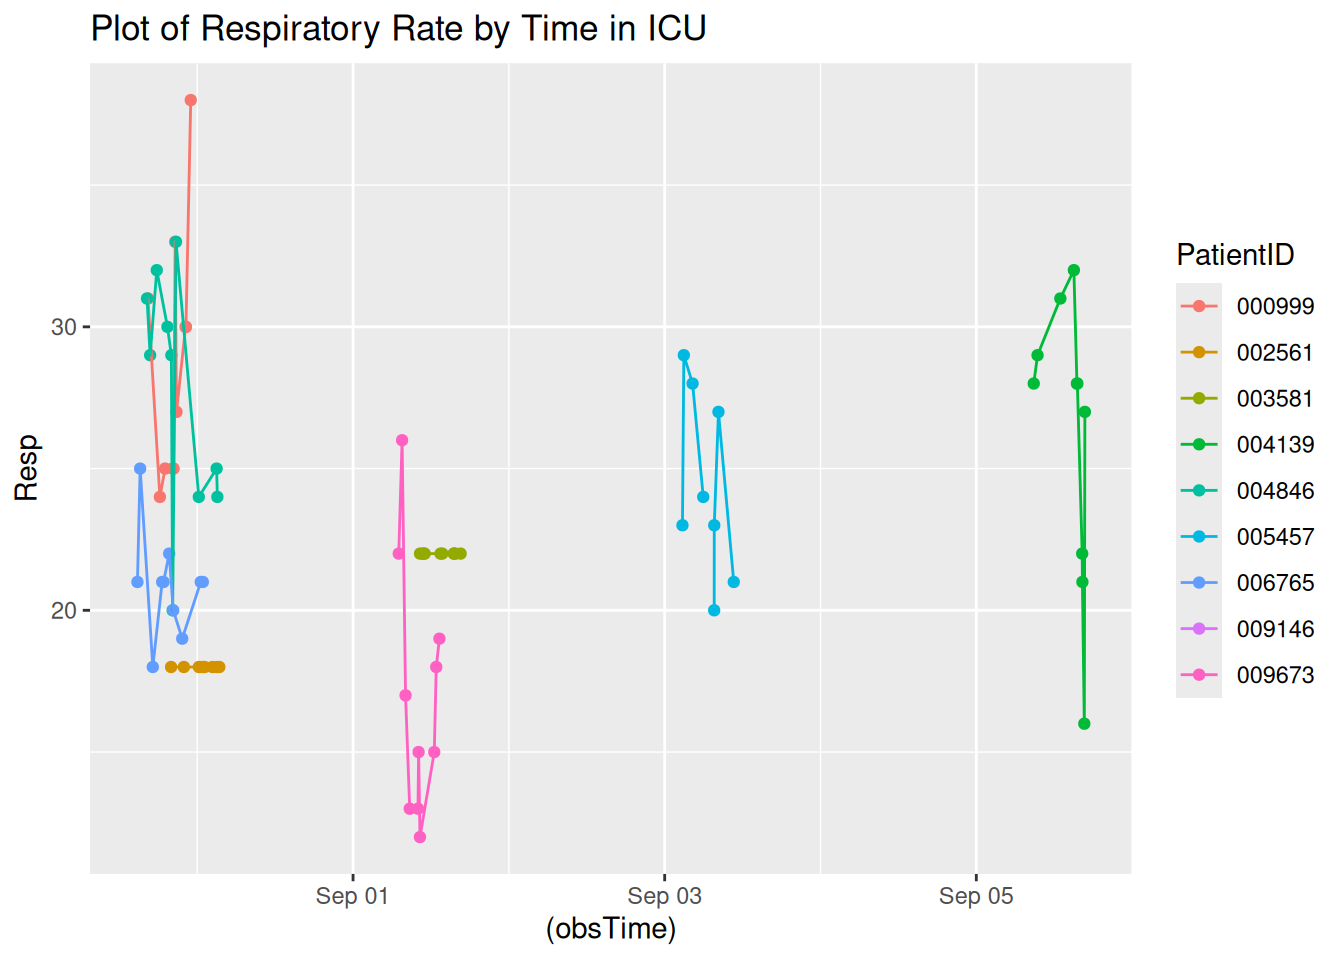 Plot of Respiratory Rate by Time in ICU
Resp
30
20
Sep 01
Sep 03
Sep 05
(obsTime)
PatientID
000999
002561
003581
004139
004846
005457
006765
009146
009673